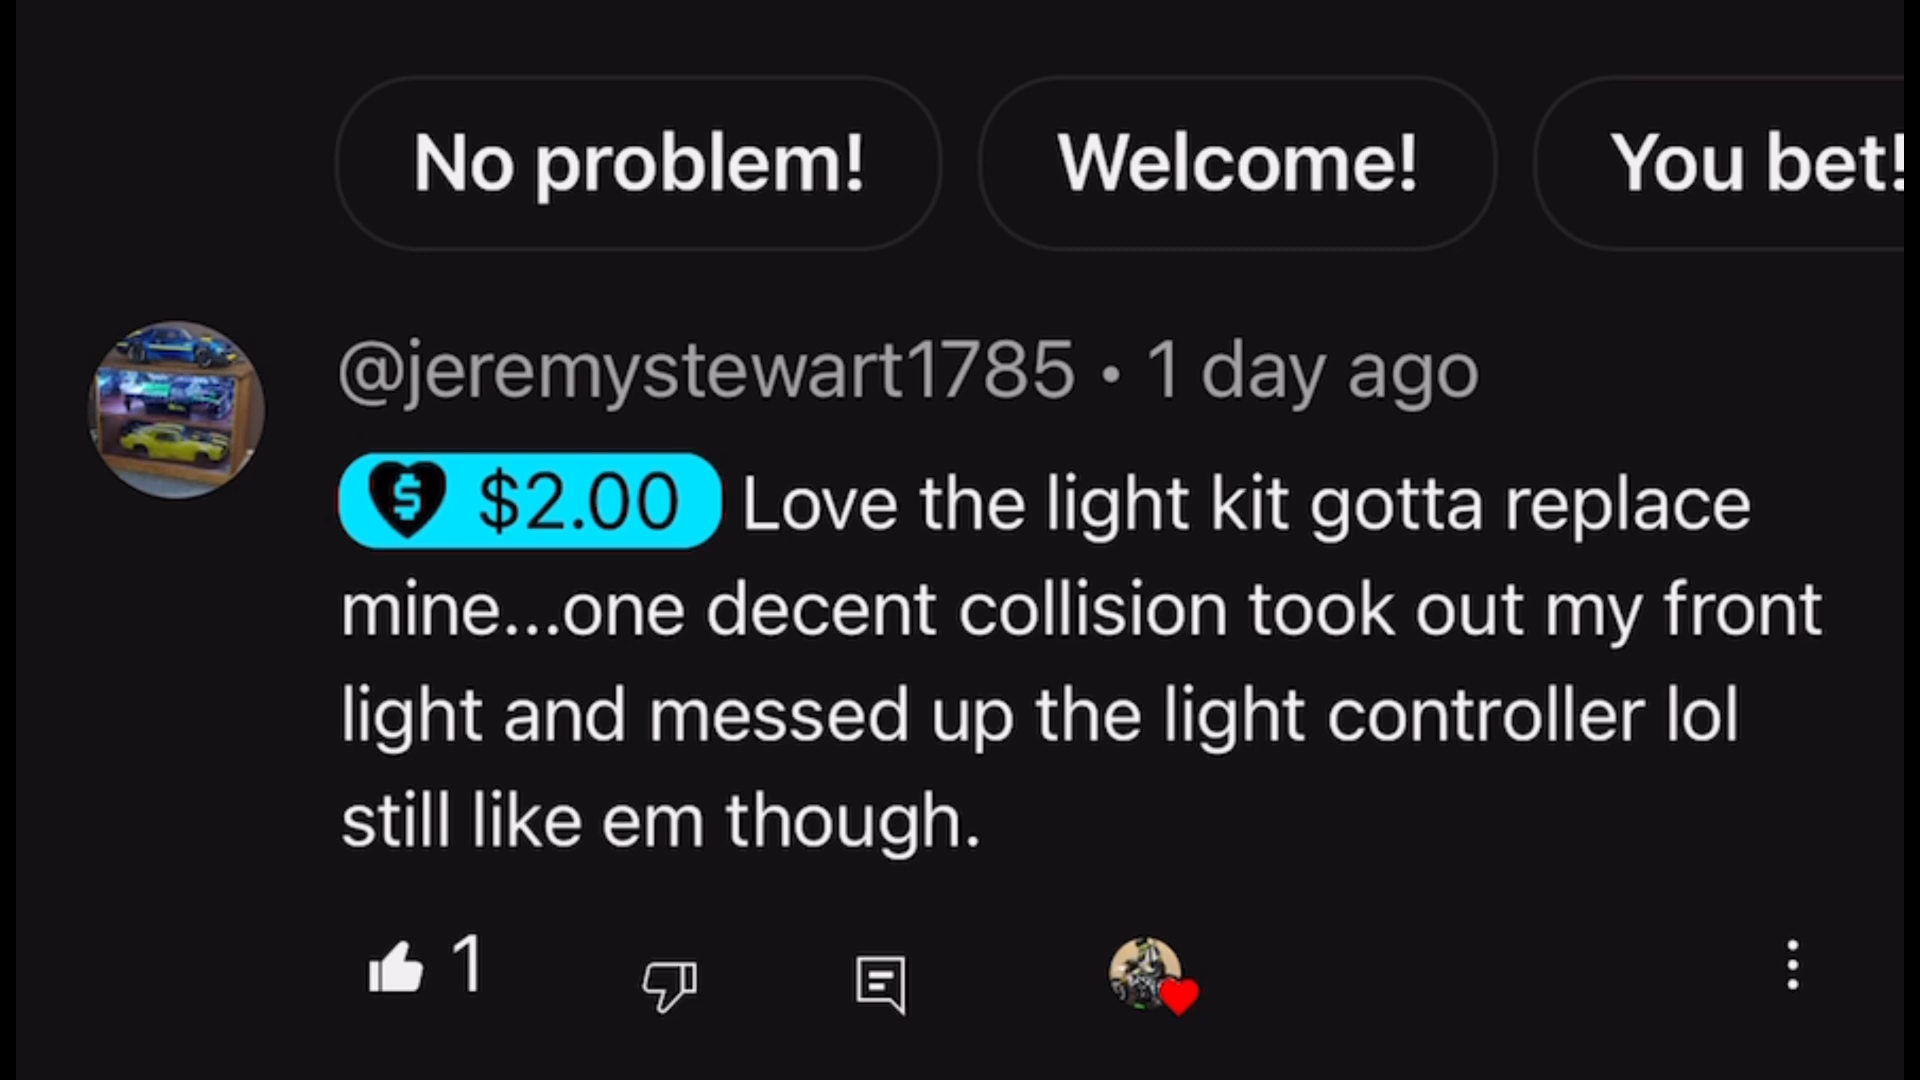 No problem! Welcome! You bet!
@jeremystewart1785 • 1 day ago
$2.00 Love the light kit gotta replace
mine...one decent collision took out my front
light and messed up the light controller lol
still like em though.
1